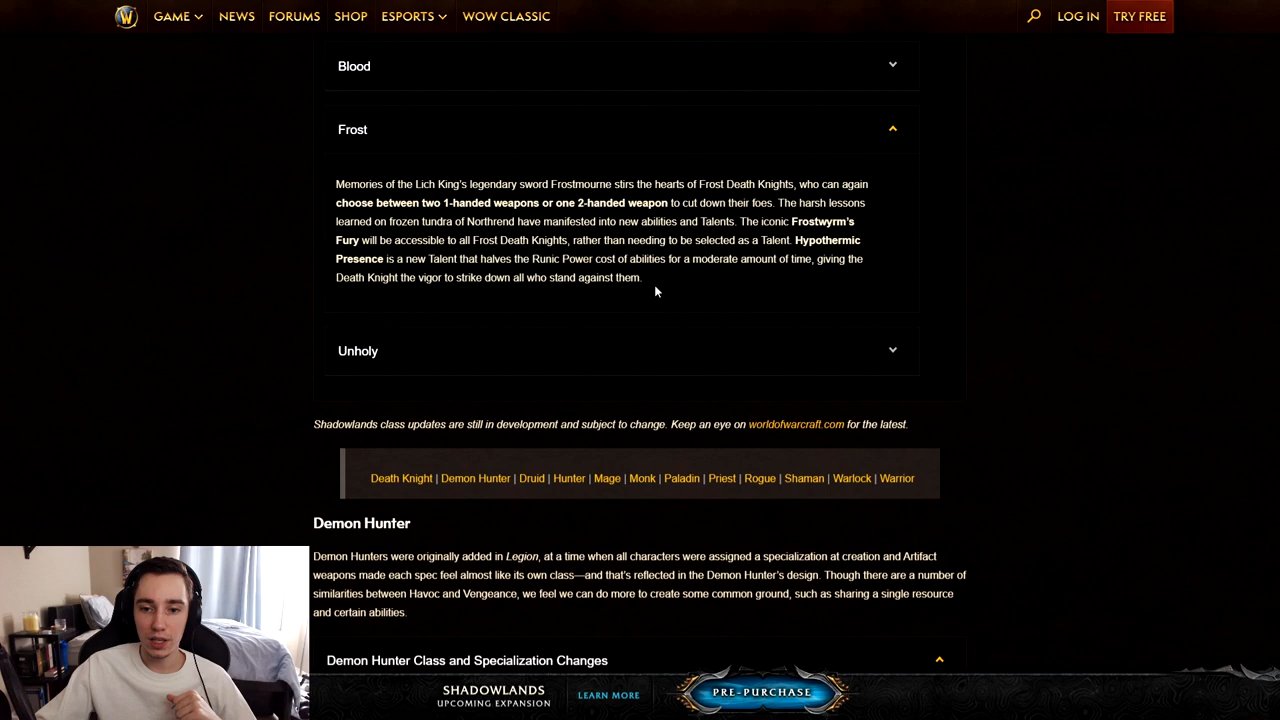 W GAME NEWS FORUMS SHOP ESPORTS WOW CLASSIC LOG IN TRY FREE
Blood
Frost
Memories of the Lich King's legendary sword Frostmourne stirs the hearts of Frost Death Knights, who can again
choose between two 1-handed weapons or one 2-handed weapon to cut down their foes. The harsh lessons
learned on frozen tundra of Northrend have manifested into new abilities and Talents. The iconic Frostwyrm's
Fury will be accessible to all Frost Death Knights, rather than needing to be selected as a Talent. Hypothermic
Presence is a new Talent that halves the Runic Power cost of abilities for a moderate amount of time, giving the
Death Knight the vigor to strike down all who stand against them.
Unholy
Shadowlands class updates are still in development and subject to change. Keep an eye on worldofwarcraft.com for the latest.
Death Knight | Demon Hunter | Druid | Hunter | Mage | Monk | Paladin | Priest | Rogue | Shaman | Warlock | Warrior
Demon Hunter
Demon Hunters were originally added in Legion, at a time when all characters were assigned a specialization at creation and Artifact
weapons made each spec feel almost like its own class—and that's reflected in the Demon Hunter's design. Though there are a number of
similarities between Havoc and Vengeance, we feel we can do more to create some common ground, such as sharing a single resource
and certain abilities.
Demon Hunter Class and Specialization Changes
SHADOWLANDS
UPCOMING EXPANSION
LEARN MORE
PRE-PURCHASE